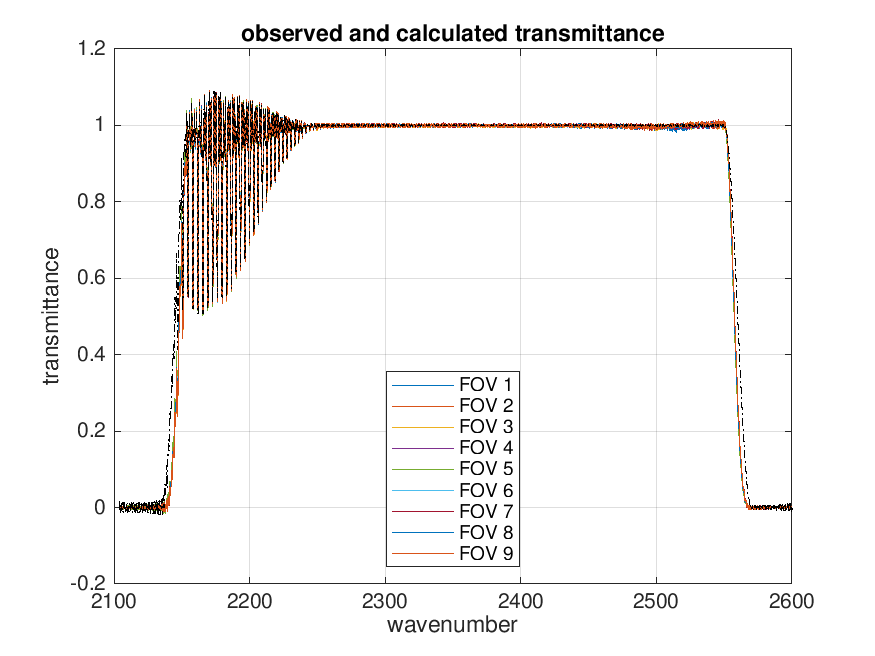 observed and calculated transmittance
1.2
1
0.8
0.6
0.4
0.2
0
-0.2
transmittance
FOV 1
FOV 2
FOV 3
FOV 4
FOV 5
FOV 6
FOV 7
FOV 8
FOV 9
2100 2200 2300 2400 2500 2600
wavenumber